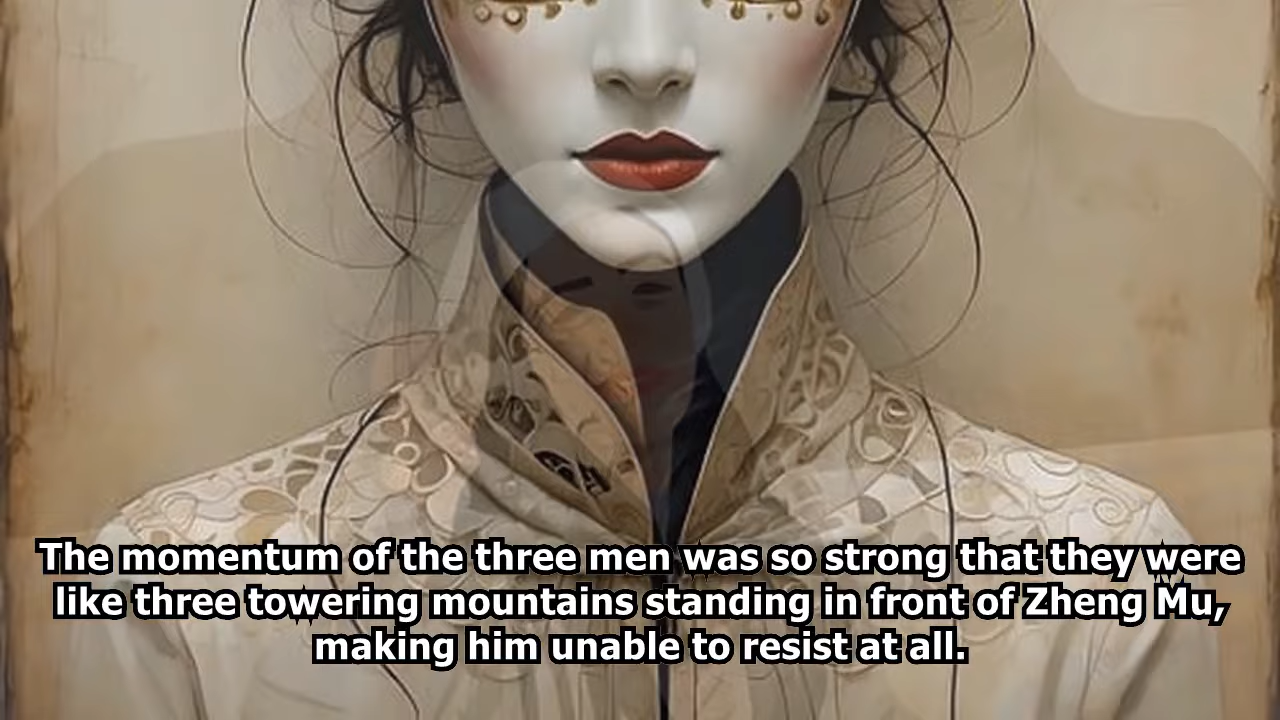 The momentum of the three men was so strong that they were
like three towering mountains standing in front of Zheng Mu,
making him unable to resist at all.